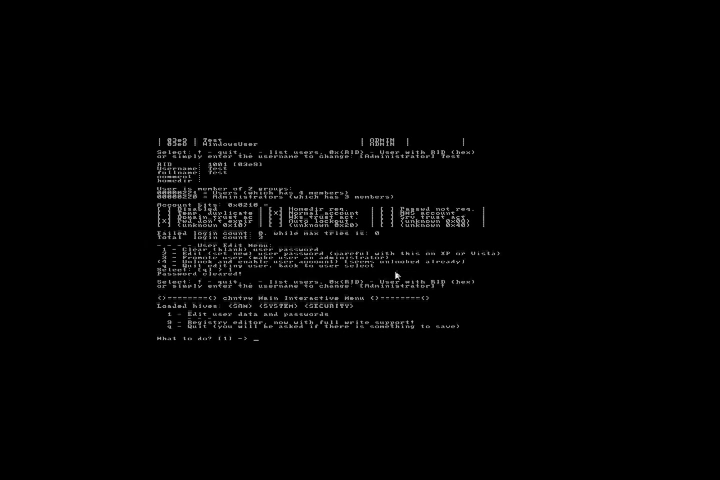 | 03e9 | Test | ADMIN | |
| 03e8 | WindowsUser | ADMIN | |
Select: ! - quit, . - list users, 0x<RID> - User with RID (hex)
or simply enter the username to change: [Administrator] Test
RID : 1001 [03e9]
Username: Test
fullname: Test
comment :
homedir :
User is member of 2 groups:
00000221 = Users (which has 4 members)
00000220 = Administrators (which has 3 members)
Account bits: 0x0210 =
[ ] Disabled | [ ] Homedir req. | [ ] Passwd not req. |
[ ] Temp. duplicate | [X] Normal account | [ ] NMS account |
[ ] Domain trust ac | [ ] Wks trust act. | [ ] Srv trust act |
[X] Pwd don't expir | [ ] Auto lockout | [ ] (unknown 0x08) |
[ ] (unknown 0x10) | [ ] (unknown 0x20) | [ ] (unknown 0x40) |
Failed login count: 0, while max tries is: 0
Total login count: 2
- - - - User Edit Menu:
1 - Clear (blank) user password
2 - Edit (set new) user password (careful with this on XP or Vista)
3 - Promote user (make user an administrator)
(4 - Unlock and enable user account) [seems unlocked already]
q - Quit editing user, back to user select
Select: [q] > 1
Password cleared!
Select: ! - quit, . - list users, 0x<RID> - User with RID (hex)
or simply enter the username to change: [Administrator] !
<>========<> chntpw Main Interactive Menu <>========<>
Loaded hives: <SAM> <SYSTEM> <SECURITY>
1 - Edit user data and passwords
- - -
9 - Registry editor, now with full write support!
q - Quit (you will be asked if there is something to save)
What to do? [1] -> _